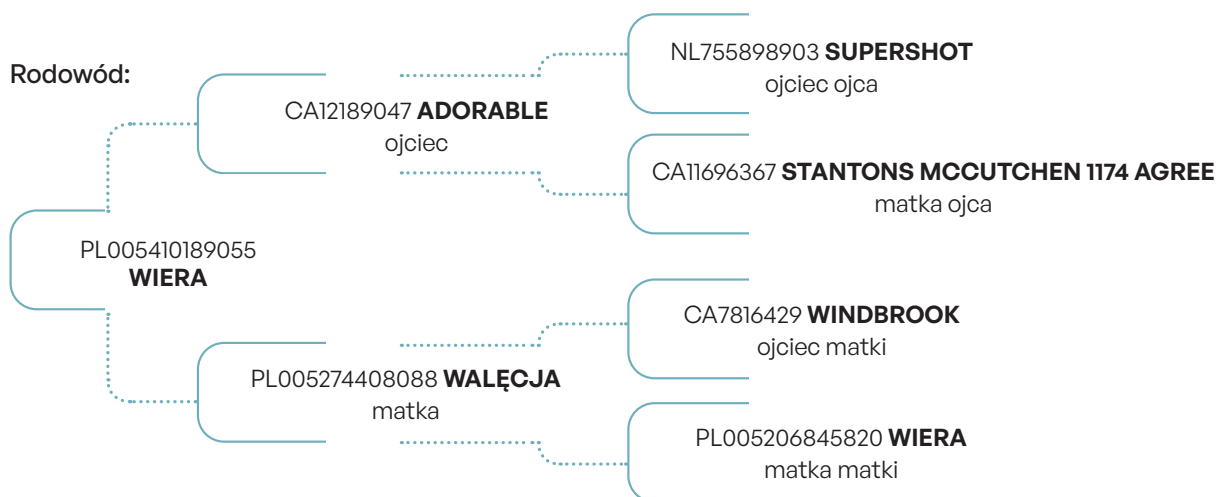 Rodowód:
NL755898903 SUPERSHOT
ojciec ojca
CA12189047 ADORABLE
ojciec
CA11696367 STANTONS MCCUTCHEN 1174 AGREE
matka ojca
PL005410189055
WIERA
CA7816429 WINDBROOK
ojciec matki
PL005274408088 WALĘCJA
matka
PL005206845820 WIERA
matka matki